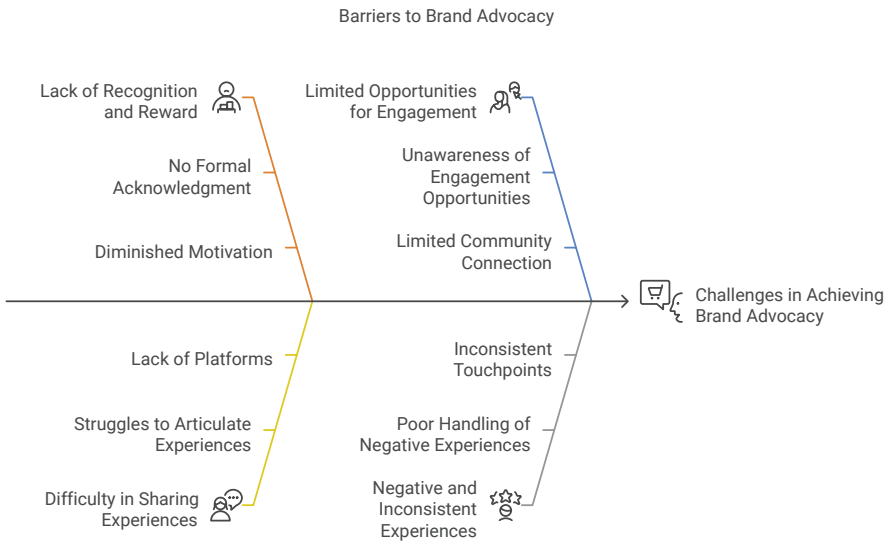 Barriers to Brand Advocacy
Lack of Recognition
and Reward
No Formal
Acknowledgment
Diminished Motivation
Limited Opportunities
for Engagement
Unawareness of
Engagement
Opportunities
Limited Community
Connection
Challenges in Achieving
Brand Advocacy
Lack of Platforms
Struggles to Articulate
Experiences
Difficulty in Sharing
Experiences
Inconsistent
Touchpoints
Poor Handling of
Negative Experiences
Negative and
Inconsistent
Experiences